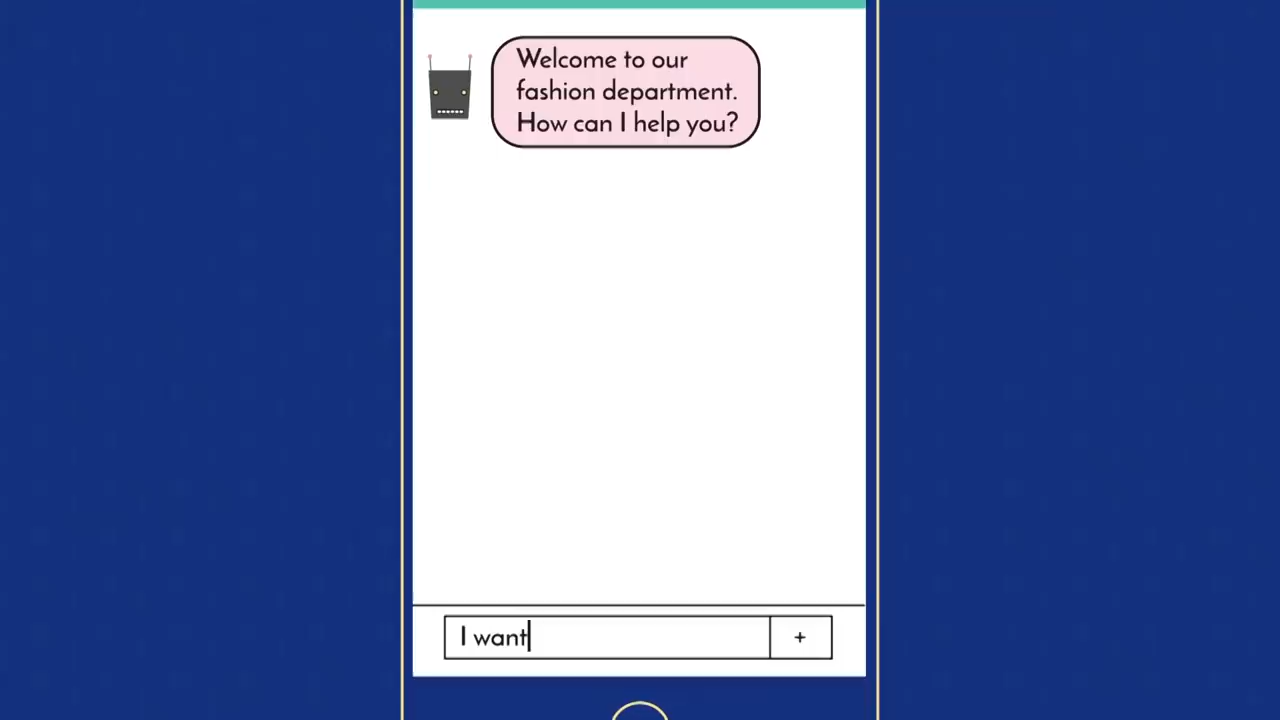 Welcome to our
fashion department.
How can I help you?
I want
+